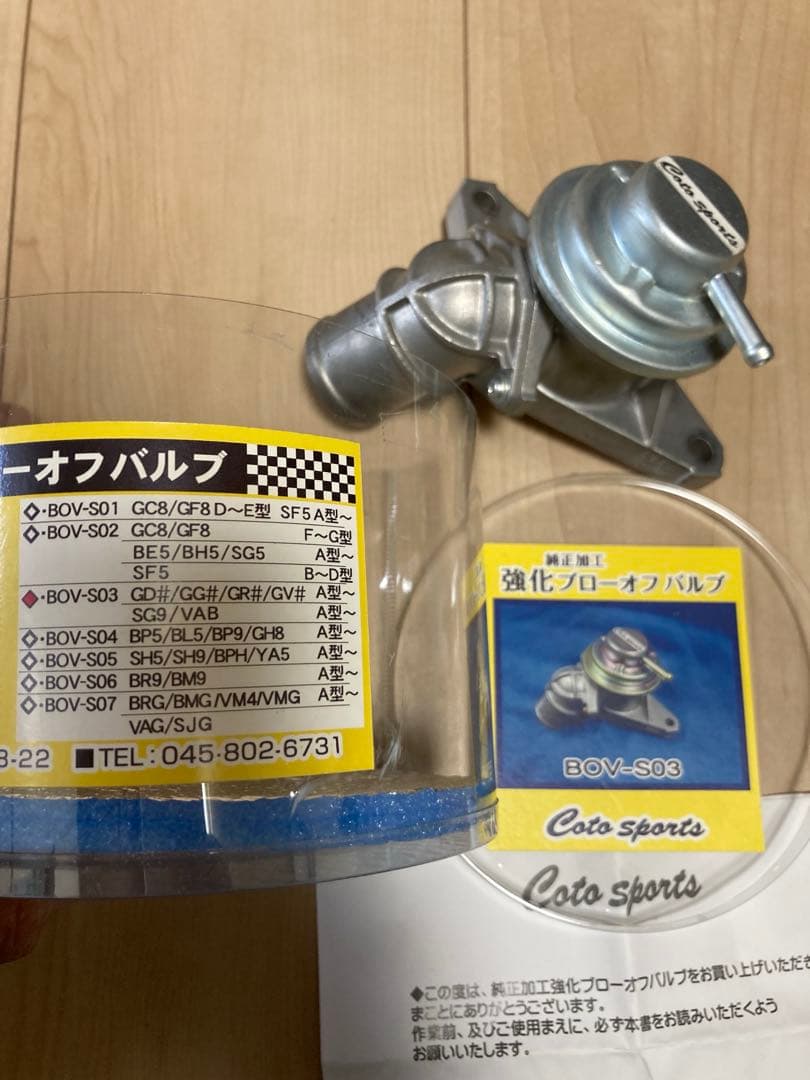 Coto sports
ーオフバルブ
◇・BOV-S01 GC8/GF8 D～E型 SF5 A型～
◇・BOV-S02 GC8/GF8 F～G型
BE5/BH5/SG5 A型～
SF5 B～D型
◆・BOV-S03 GD#/GG#/GR#/GV# A型～
SG9/VAB A型～
◇・BOV-S04 BP5/BL5/BP9/GH8 A型～
◇・BOV-S05 SH5/SH9/BPH/YA5 A型～
◇・BOV-S06 BR9/BM9 A型～
◇・BOV-S07 BRG/BMG/VM4/VMG A型～
VAG/SJG
-22 ■TEL:045-802-6731
純正加工
強化ブローオフバルブ
BOV-S03
Coto sports
Coto sports
◆この度は、純正加工強化ブローオフバルブをお買い上げいただき
まことにありがとうございます。
作業前、及びご使用まえに、必ず本書をお読みいただくよう
お願いいたします。